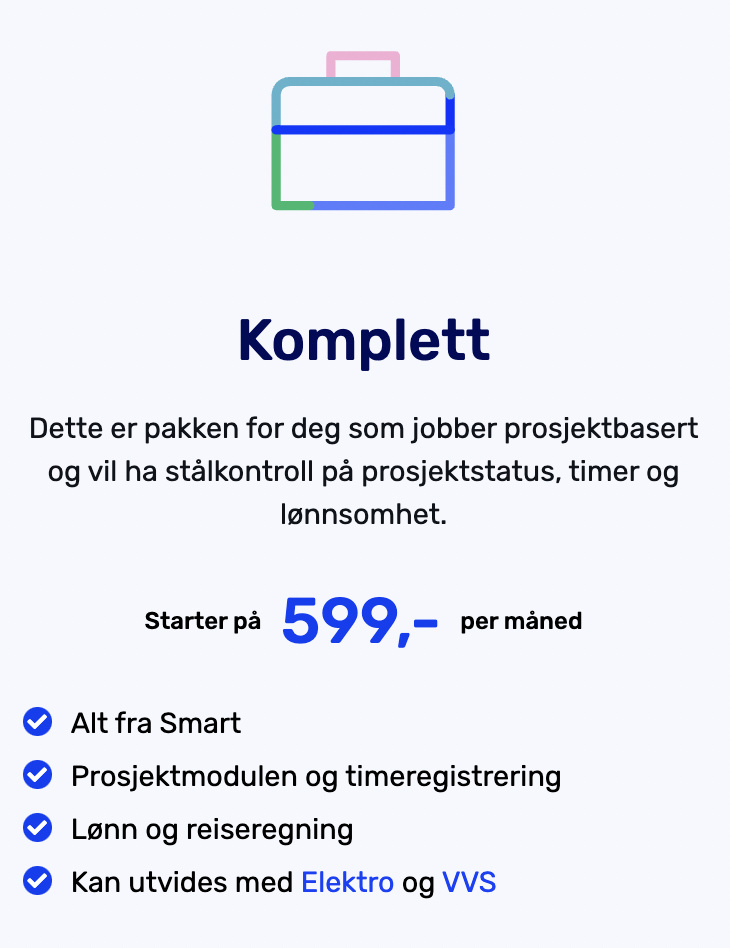 Komplett
Dette er pakken for deg som jobber prosjektbasert
og vil ha stålkontroll på prosjektstatus, timer og
lønnsomhet.
Starter på 599,- per måned
Alt fra Smart
Prosjektmodulen og timeregistrering
Lønn og reiseregning
Kan utvides med Elektro og VVS